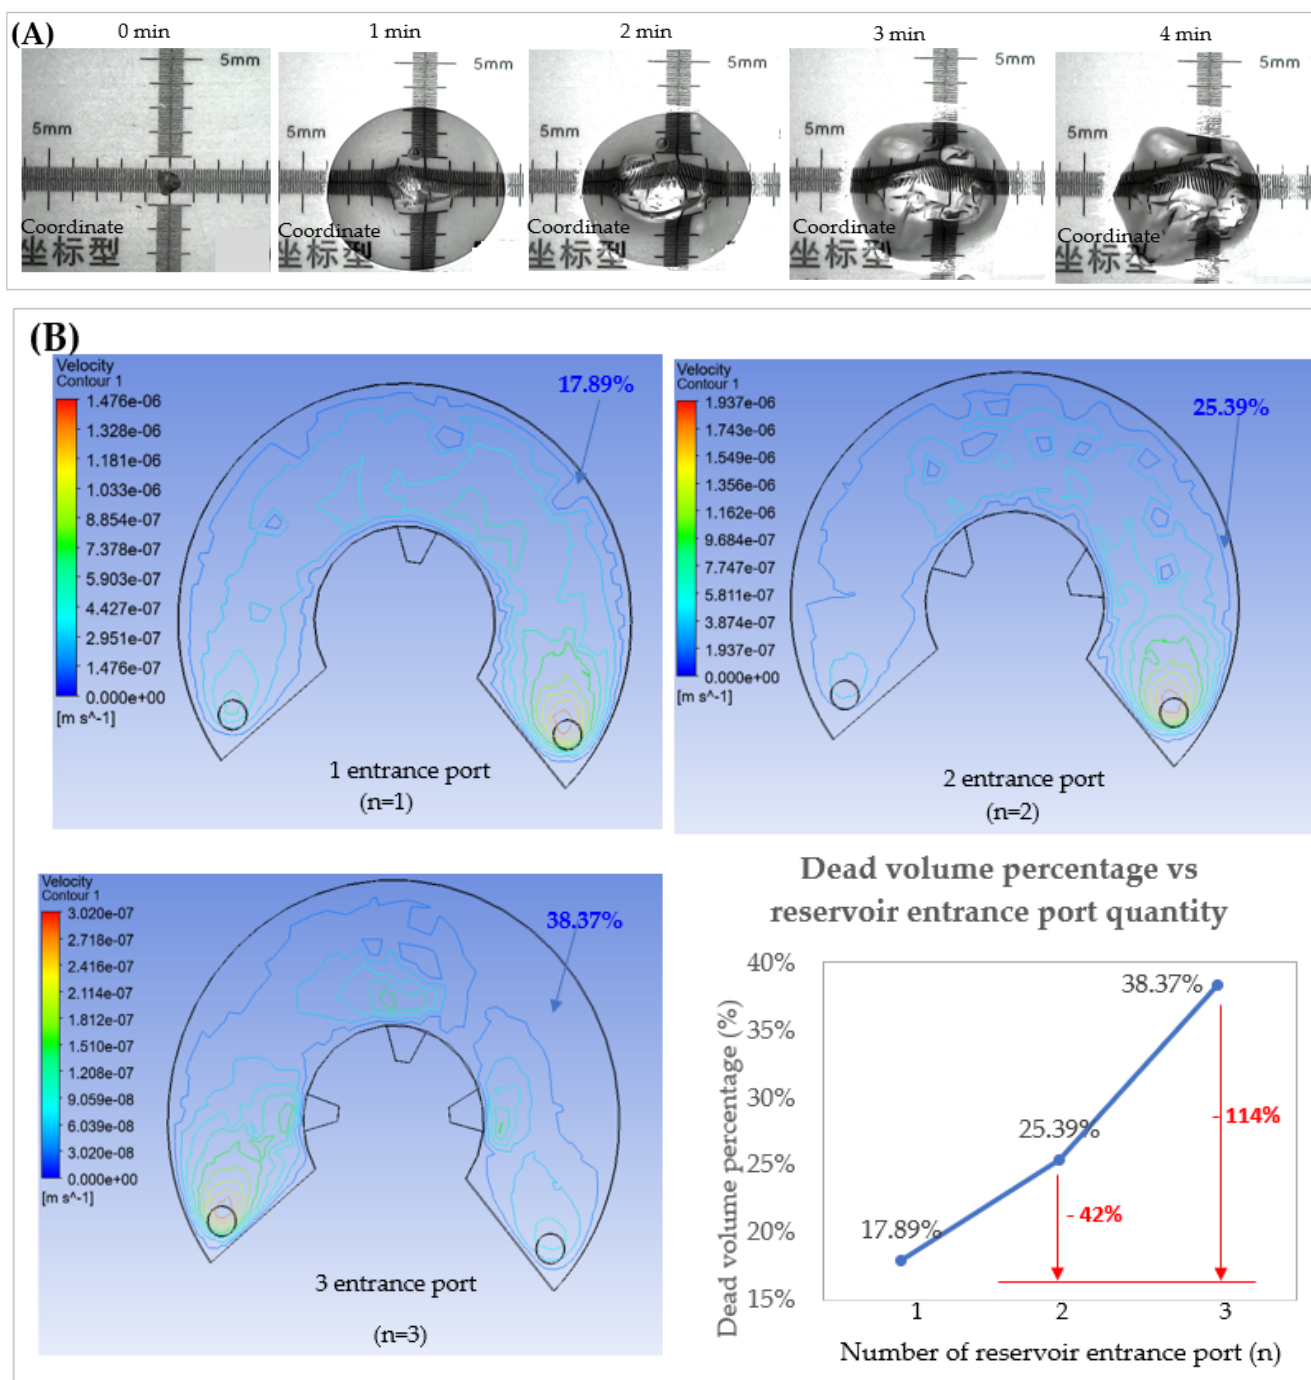 (A)
0 min
1 min
2 min
3 min
4 min
5mm
5mm
Coordinate
坐标型
5mm
5mm
Coordinate
坐标型
5mm
5mm
Coordinate
坐标型
5mm
5mm
Coordinate
坐标型
5mm
5mm
Coordinate
坐标型
(B)
Velocity
Contour 1
1.476e-06
1.328e-06
1.181e-06
1.033e-06
8.854e-07
7.378e-07
5.903e-07
4.427e-07
2.951e-07
1.476e-07
0.000e+00
[m s^-1]
17.89%
1 entrance port
(n=1)
Velocity
Contour 1
1.937e-06
1.743e-06
1.549e-06
1.356e-06
1.162e-06
9.684e-07
7.747e-07
5.811e-07
3.874e-07
1.937e-07
0.000e+00
[m s^-1]
25.39%
2 entrance port
(n=2)
Velocity
Contour 1
3.020e-07
2.718e-07
2.416e-07
2.114e-07
1.812e-07
1.510e-07
1.208e-07
9.059e-08
6.039e-08
3.020e-08
0.000e+00
[m s^-1]
38.37%
3 entrance port
(n=3)
Dead volume percentage vs
reservoir entrance port quantity
Dead volume percentage (%)
40%
35%
30%
25%
20%
15%
17.89%
25.39%
38.37%
- 42%
- 114%
1
2
3
Number of reservoir entrance port (n)